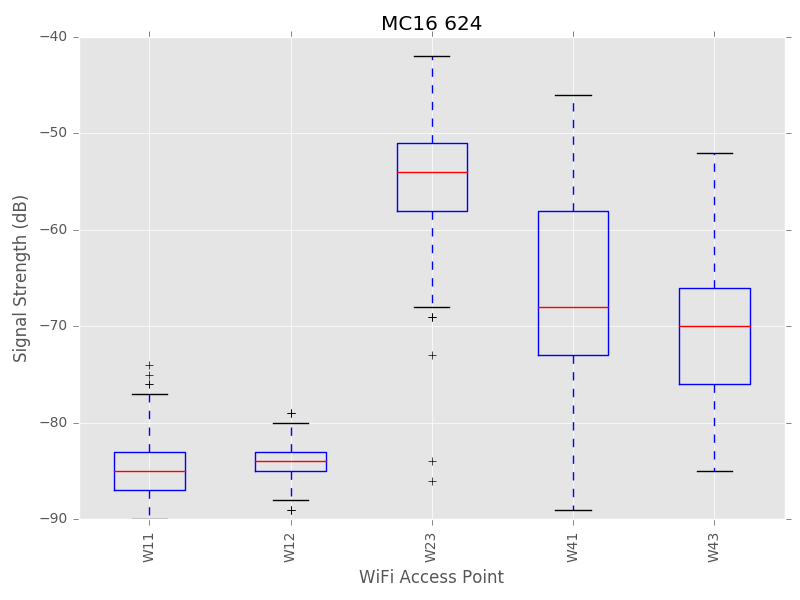 MC16 624
−40
−50
−60
−70
−80
−90
Signal Strength (dB)
W11
W12
W23
W41
W43
WiFi Access Point